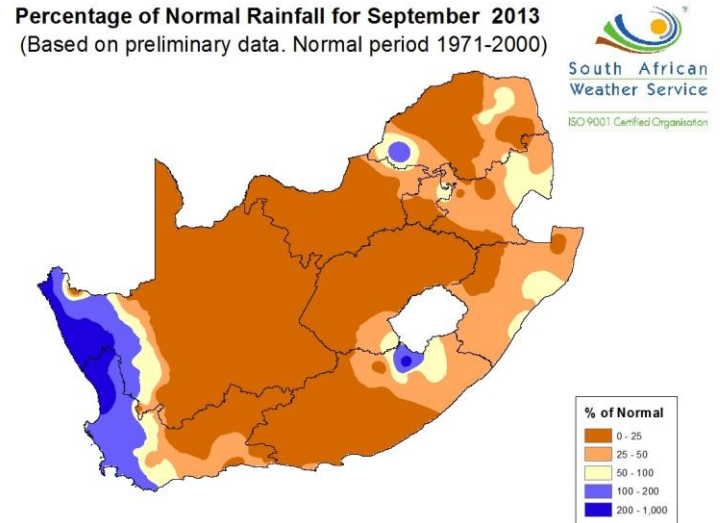 Percentage of Normal Rainfall for September 2013
(Based on preliminary data. Normal period 1971-2000)
South African
Weather Service
ISO 9001 Certified Organisation
% of Normal
0 - 25
25 - 50
50 - 100
100 - 200
200 - 1,000